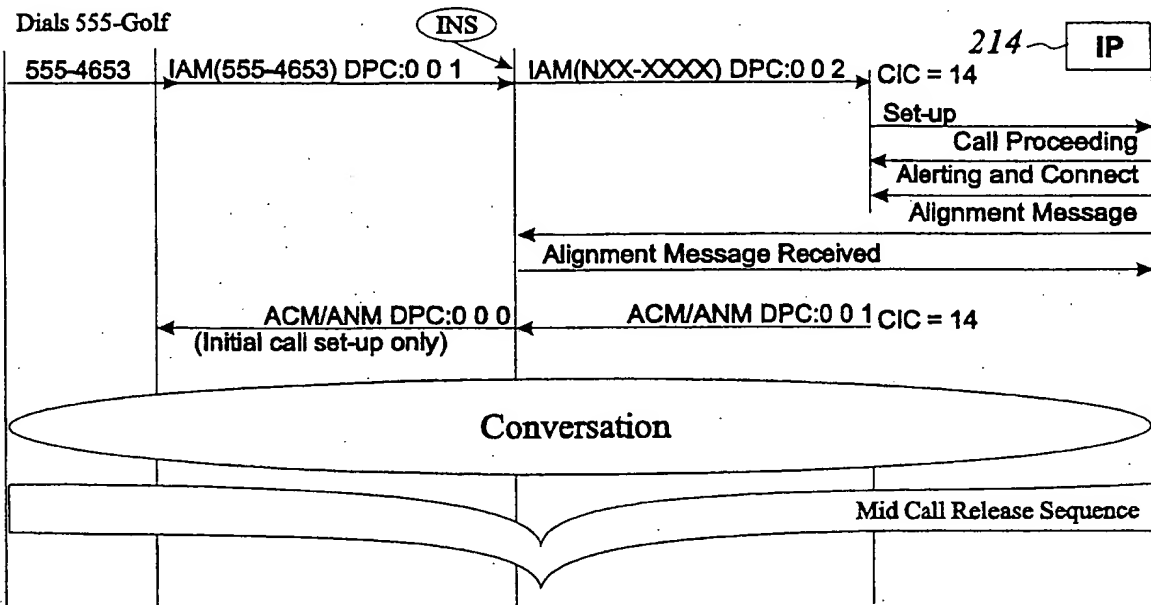 Dials 555-Golf
INS
214
IP
555-4653
IAM(555-4653) DPC:0 0 1
IAM(NXX-XXXX) DPC:0 0 2
CIC = 14
Set-up
Call Proceeding
Alerting and Connect
Alignment Message
Alignment Message Received
ACM/ANM DPC:0 0 0
ACM/ANM DPC:0 0 1
CIC = 14
(Initial call set-up only)
Conversation
Mid Call Release Sequence